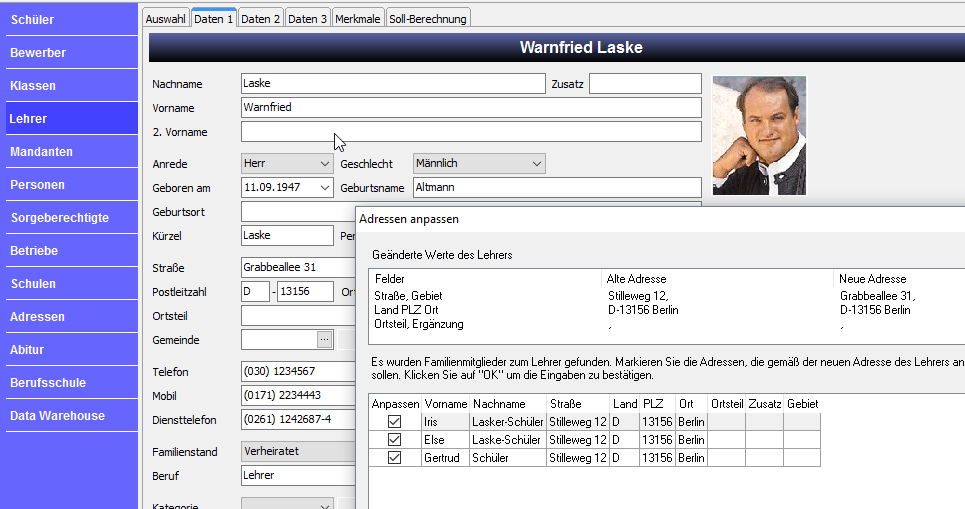 Schüler
Bewerber
Klassen
Lehrer
Mandanten
Personen
Sorgeberechtigte
Betriebe
Schulen
Adressen
Abitur
Berufsschule
Data Warehouse
Auswahl Daten 1 Daten 2 Daten 3 Merkmale Soll-Berechnung
Warnfried Laske
Nachname Laske Zusatz
Vorname Warnfried
2. Vorname
Anrede Herr Geschlecht Männlich
Geboren am 11.09.1947 Geburtsname Altmann
Geburtsort
Kürzel Laske
Straße Grabbeallee 31
Postleitzahl D - 13156
Ortsteil
Gemeinde ...
Telefon (030) 1234567
Mobil (0171) 2234443
Diensttelefon (0261) 1242687-4
Familienstand Verheiratet
Beruf Lehrer
Kategorie
Adressen anpassen
Geänderte Werte des Lehrers
Felder Alte Adresse Neue Adresse
Straße, Gebiet Stilleweg 12, Grabbeallee 31,
Land PLZ Ort D-13156 Berlin D-13156 Berlin
Ortsteil, Ergänzung , ,
Es wurden Familienmitglieder zum Lehrer gefunden. Markieren Sie die Adressen, die gemäß der neuen Adresse des Lehrers an
sollen. Klicken Sie auf "OK" um die Eingaben zu bestätigen.
Anpassen Vorname Nachname Straße Land PLZ Ort Ortsteil Zusatz Gebiet
Iris Lasker-Schüler Stilleweg 12 D 13156 Berlin
Else Laske-Schüler Stilleweg 12 D 13156 Berlin
Gertrud Schüler Stilleweg 12 D 13156 Berlin